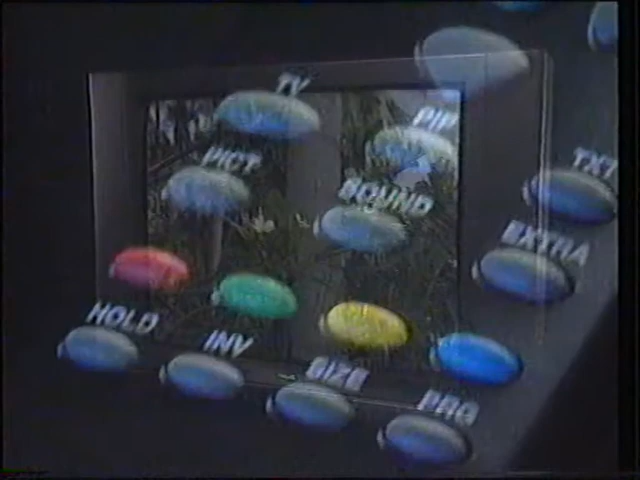 TV
PIP
PICT
SOUND
TXT
EXTRA
HOLD
INV
SIZE
PRG